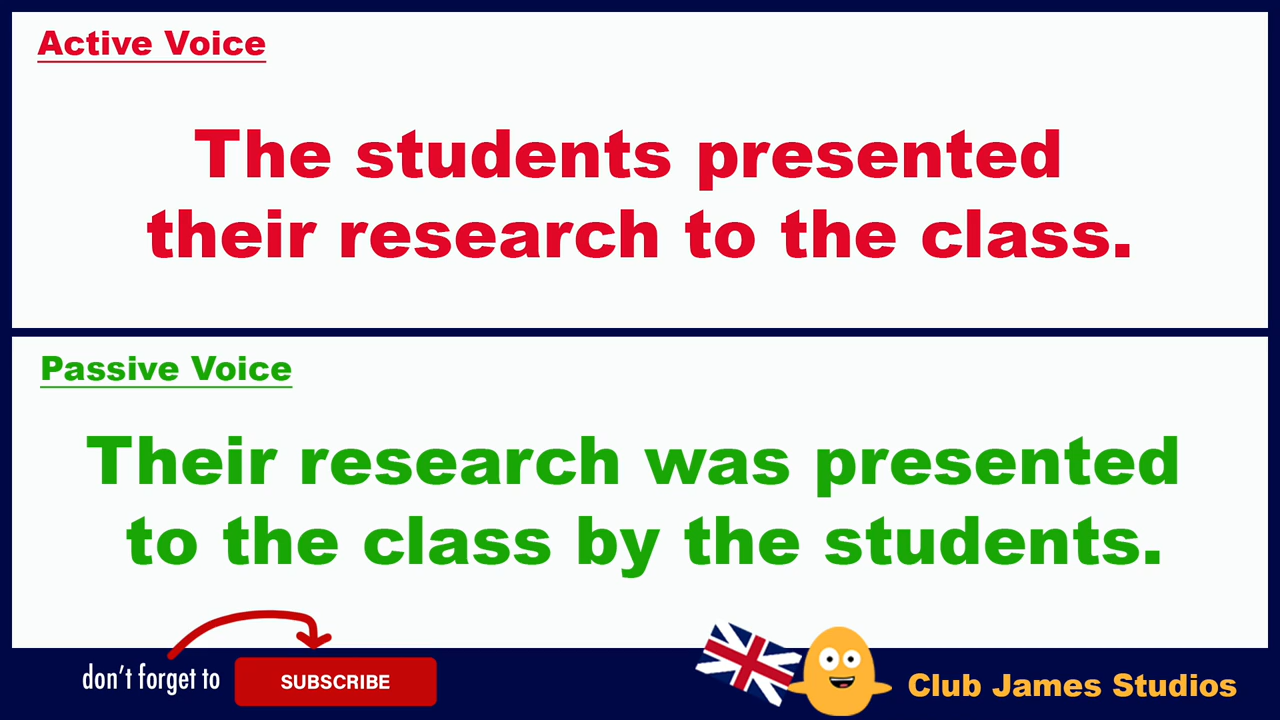 Active Voice
The students presented
their research to the class.
Passive Voice
Their research was presented
to the class by the students.
don't forget to SUBSCRIBE
Club James Studios